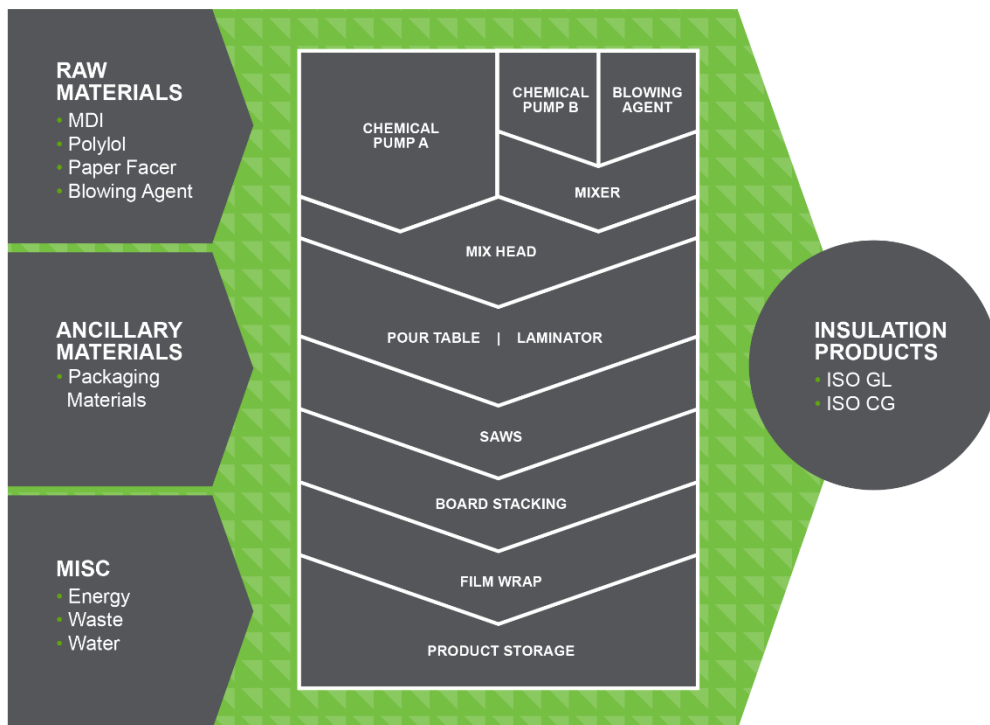 RAW
MATERIALS
• MDI
• Polylol
• Paper Facer
• Blowing Agent
ANCILLARY
MATERIALS
• Packaging
Materials
MISC
• Energy
• Waste
• Water
CHEMICAL
PUMP A
CHEMICAL
PUMP B
BLOWING
AGENT
MIXER
MIX HEAD
POUR TABLE | LAMINATOR
SAWS
BOARD STACKING
FILM WRAP
PRODUCT STORAGE
INSULATION
PRODUCTS
• ISO GL
• ISO CG